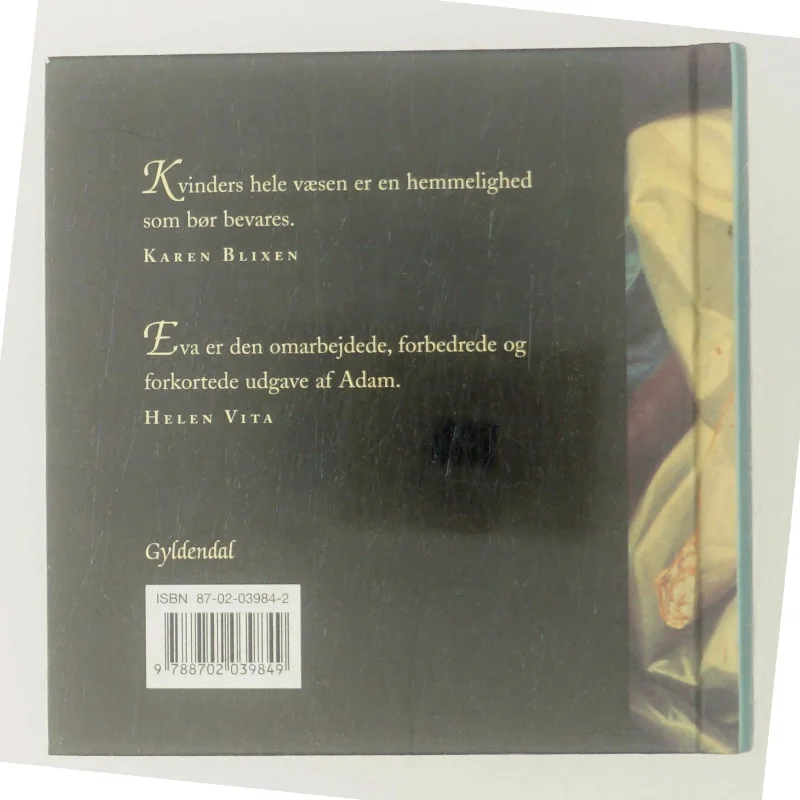 Kvinders hele væsen er en hemmelighed
som bør bevares.
KAREN BLIXEN
Eva er den omarbejdede, forbedrede og
forkortede udgave af Adam.
HELEN VITA
Gyldendal
ISBN 87-02-03984-2
9 788702 039849